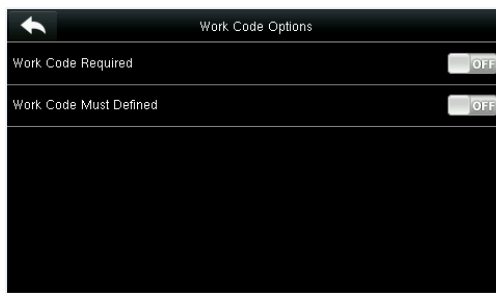 Work Code Options
Work Code Required OFF
Work Code Must Defined OFF